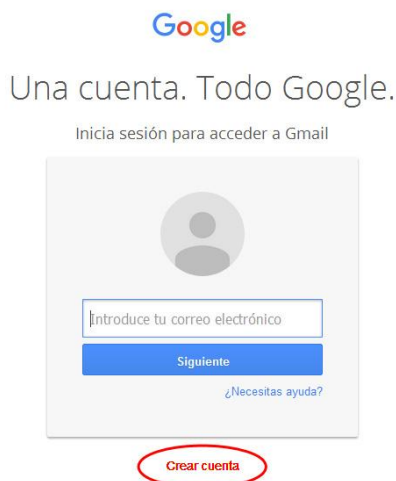 Google
Una cuenta. Todo Google.
Inicia sesión para acceder a Gmail
Introduce tu correo electrónico
Siguiente
¿Necesitas ayuda?
Crear cuenta